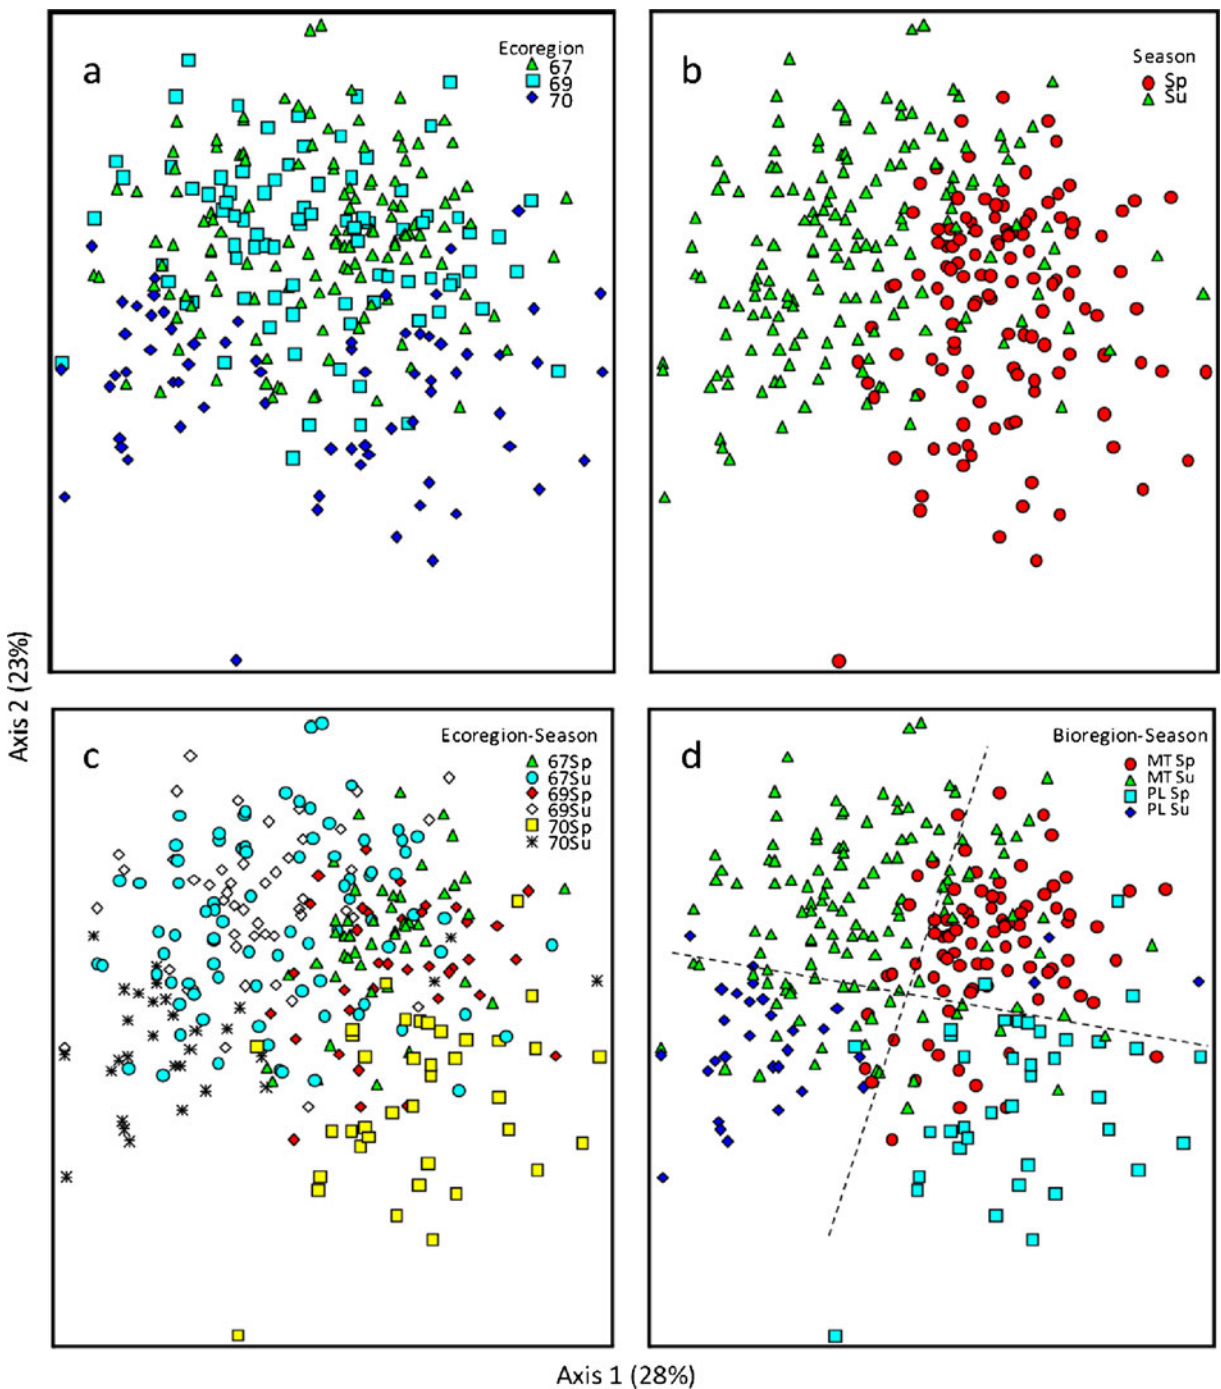 a
Ecoregion
67
69
70
b
Season
Sp
Su
c
Ecoregion-Season
67Sp
67Su
69Sp
69Su
70Sp
70Su
d
Bioregion-Season
MT Sp
MT Su
PL Sp
PL Su
Axis 2 (23%)
Axis 1 (28%)